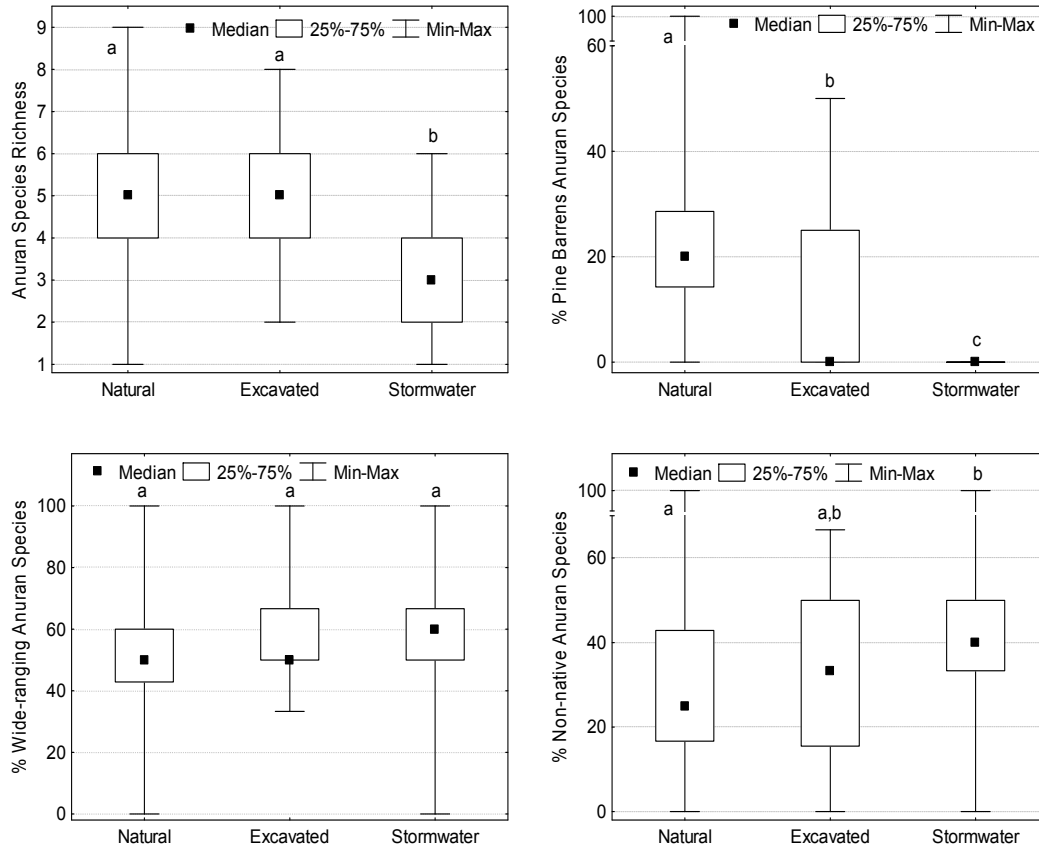 Median 25%-75% Min-Max
Anuran Species Richness
9
8
7
6
5
4
3
2
1
a
a
b
Natural Excavated Stormwater
Median 25%-75% Min-Max
% Pine Barrens Anuran Species
100
60
40
20
0
a
b
c
Natural Excavated Stormwater
Median 25%-75% Min-Max
% Wide-ranging Anuran Species
100
80
60
40
20
0
a
a
a
Natural Excavated Stormwater
Median 25%-75% Min-Max
% Non-native Anuran Species
100
60
40
20
0
a
a,b
b
Natural Excavated Stormwater